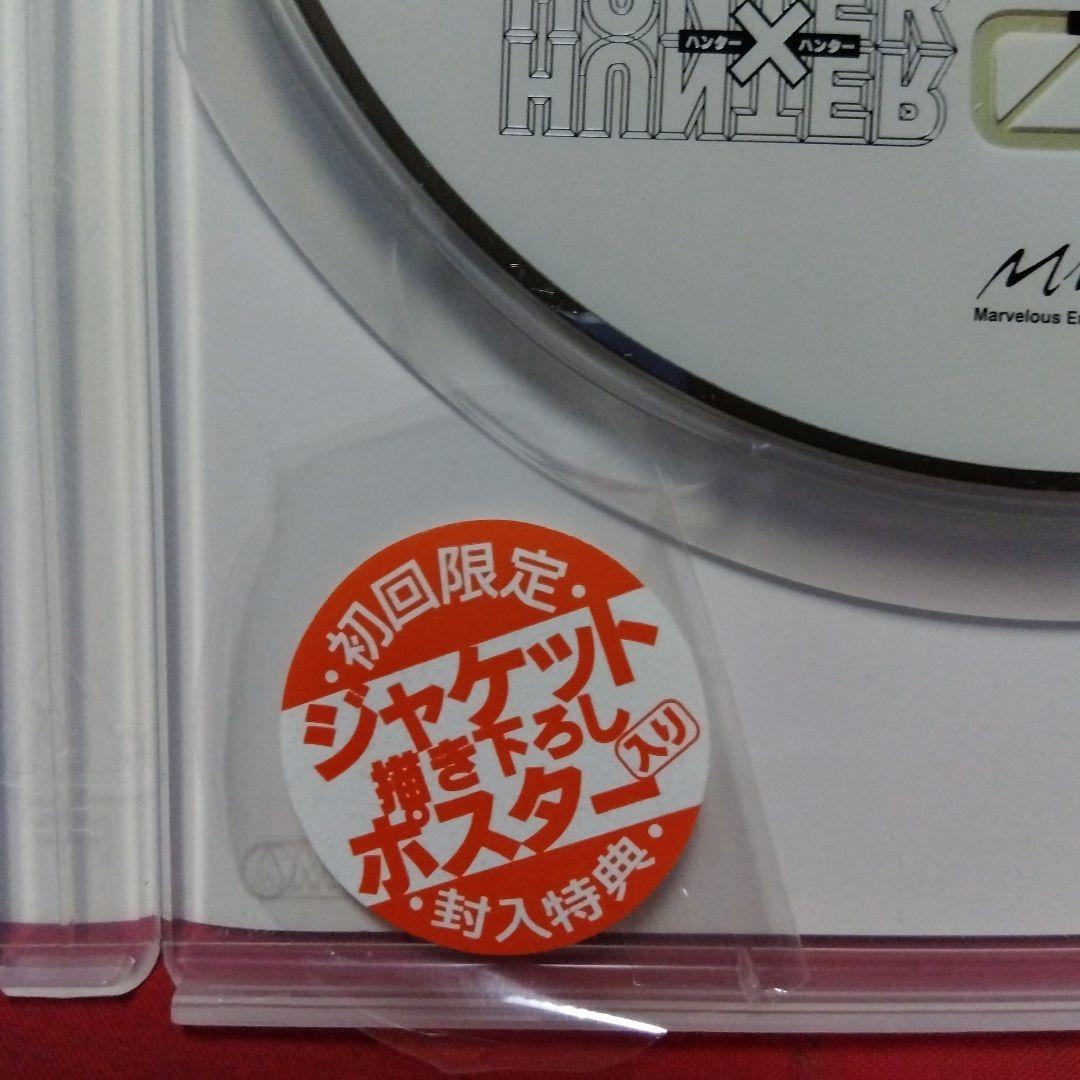 HUNTER
ハンター×ハンター
HUNTER
Marvelous
・初回限定・
ジャケット
描き下ろし
ポスター
入り
・封入特典・